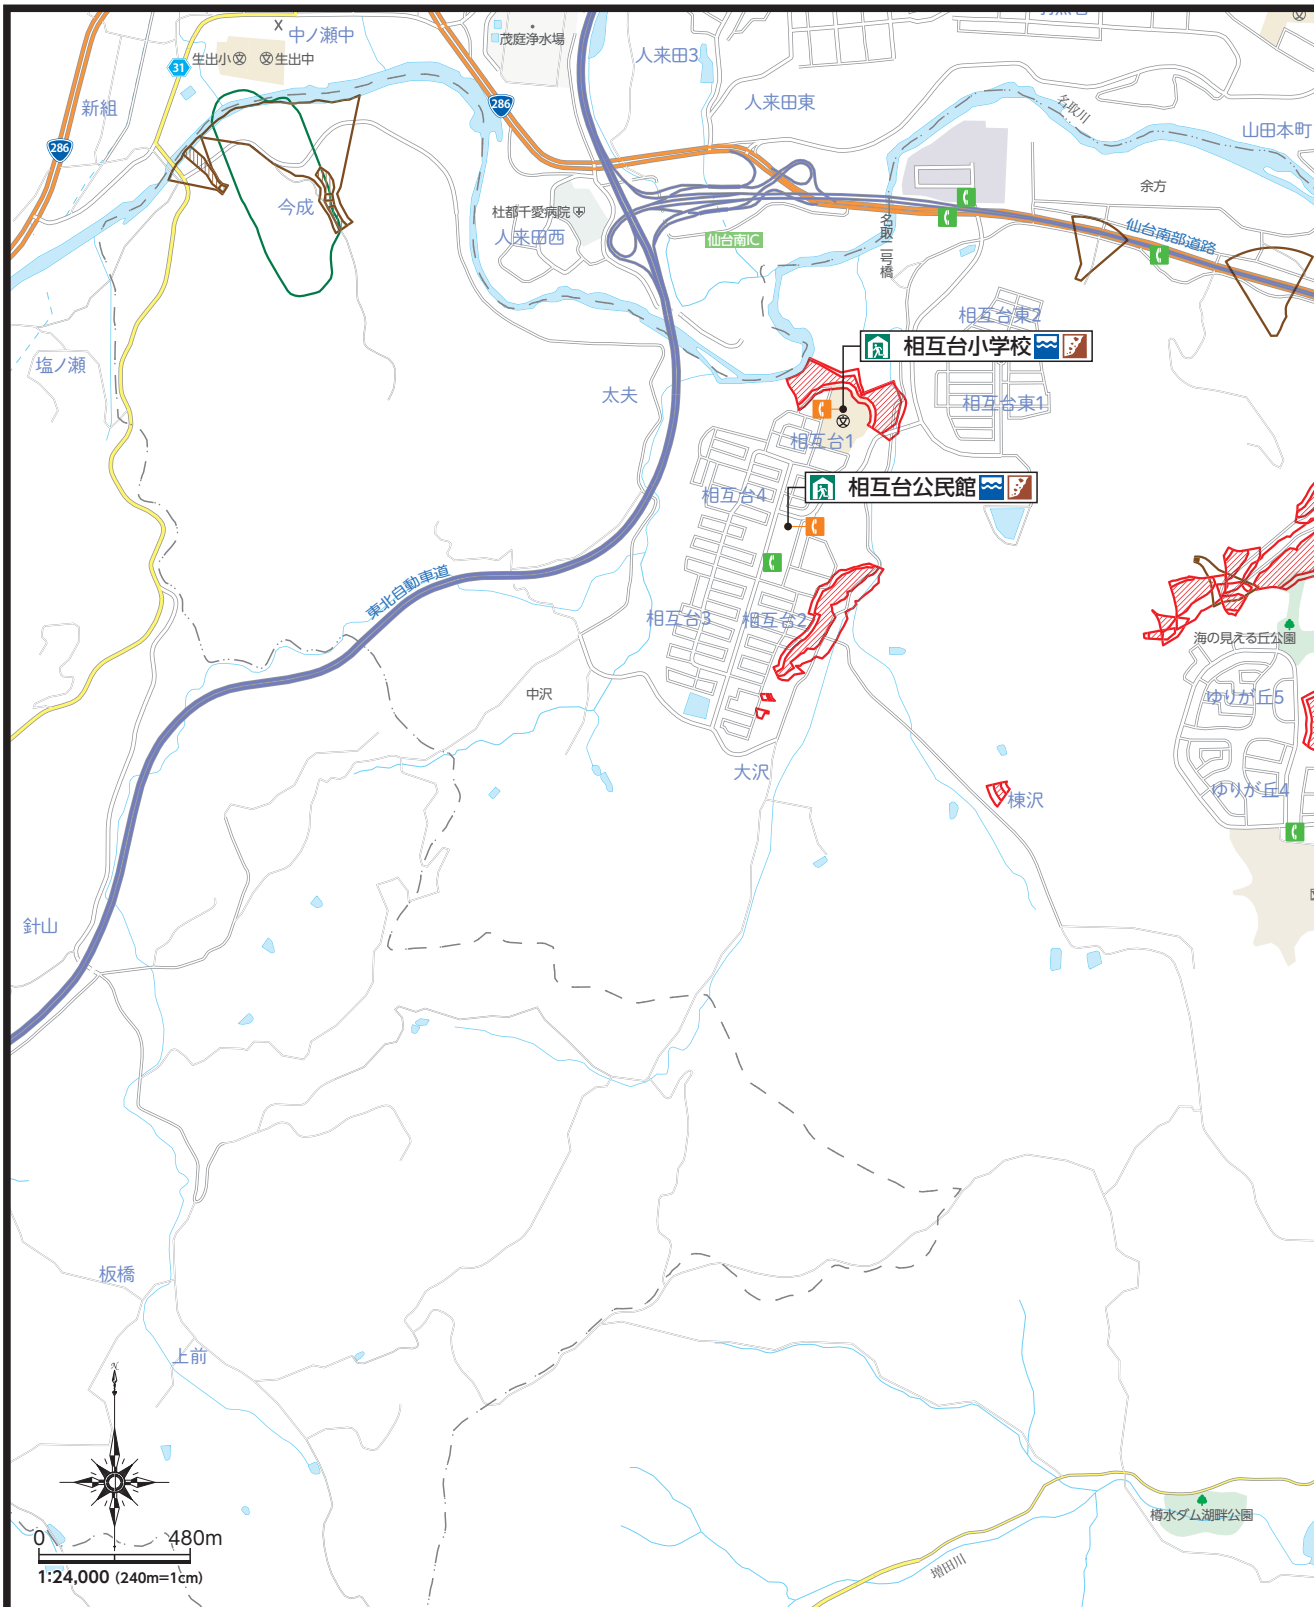 中ノ瀬中
茂庭浄水場
人来田3
生出小
生出中
31
新組
286
286
人来田東
名取川
山田本町
余方
今成
杜都千愛病院
人来田西
仙台南IC
名取二号橋
仙台南部道路
相互台東2
相互台小学校
塩ノ瀬
太夫
相互台東1
相互台1
相互台4
相互台公民館
東北自動車道
相互台3
相互台2
海の見える丘公園
中沢
ゆりが丘5
大沢
ゆりが丘4
棟沢
針山
板橋
上前
N
0 480m
1:24,000 (240m=1cm)
樽水ダム湖畔公園
増田川